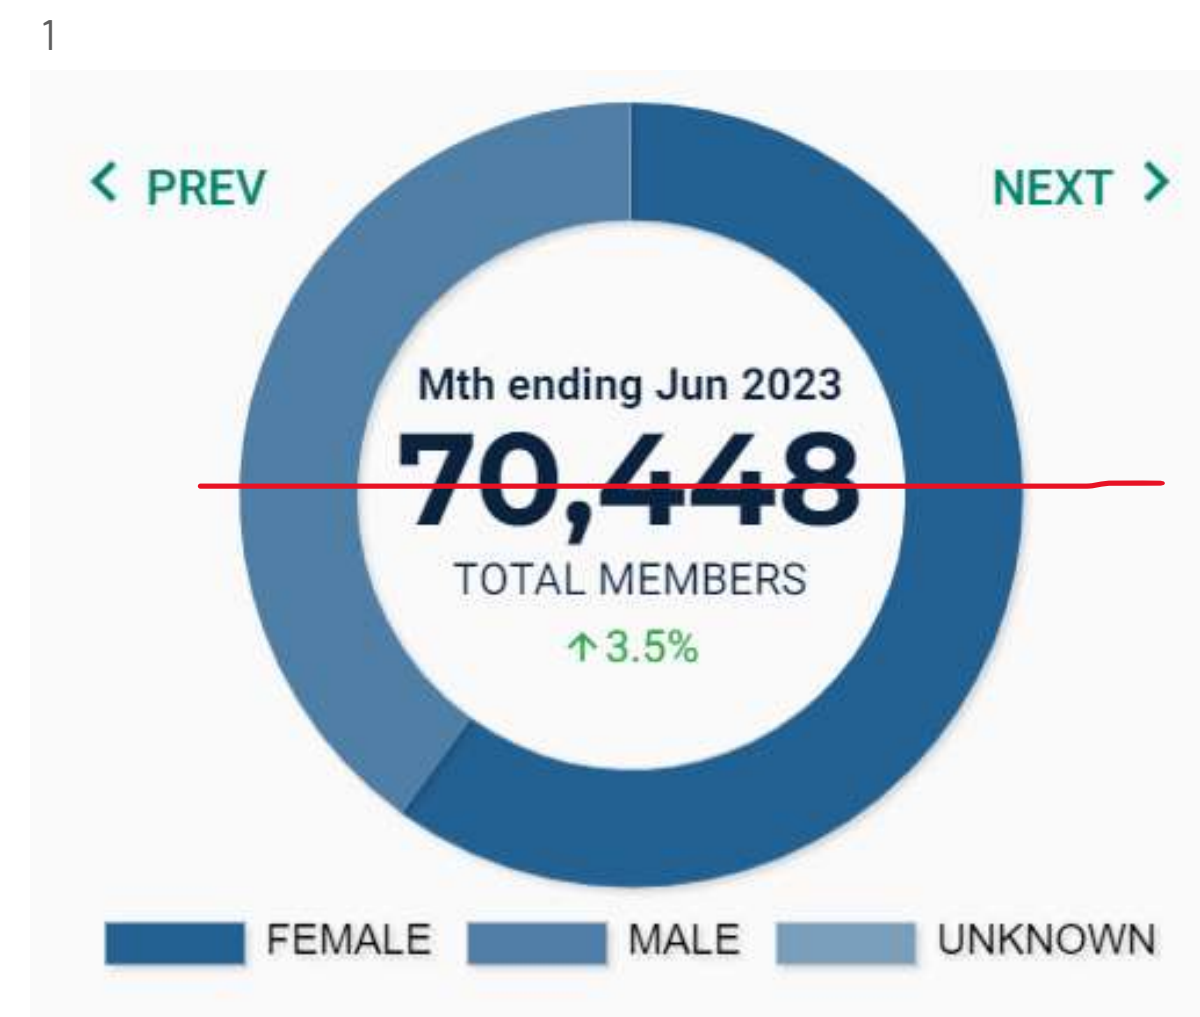 1
PREV
NEXT
Mth ending Jun 2023
70,448
TOTAL MEMBERS
↑3.5%
FEMALE
MALE
UNKNOWN